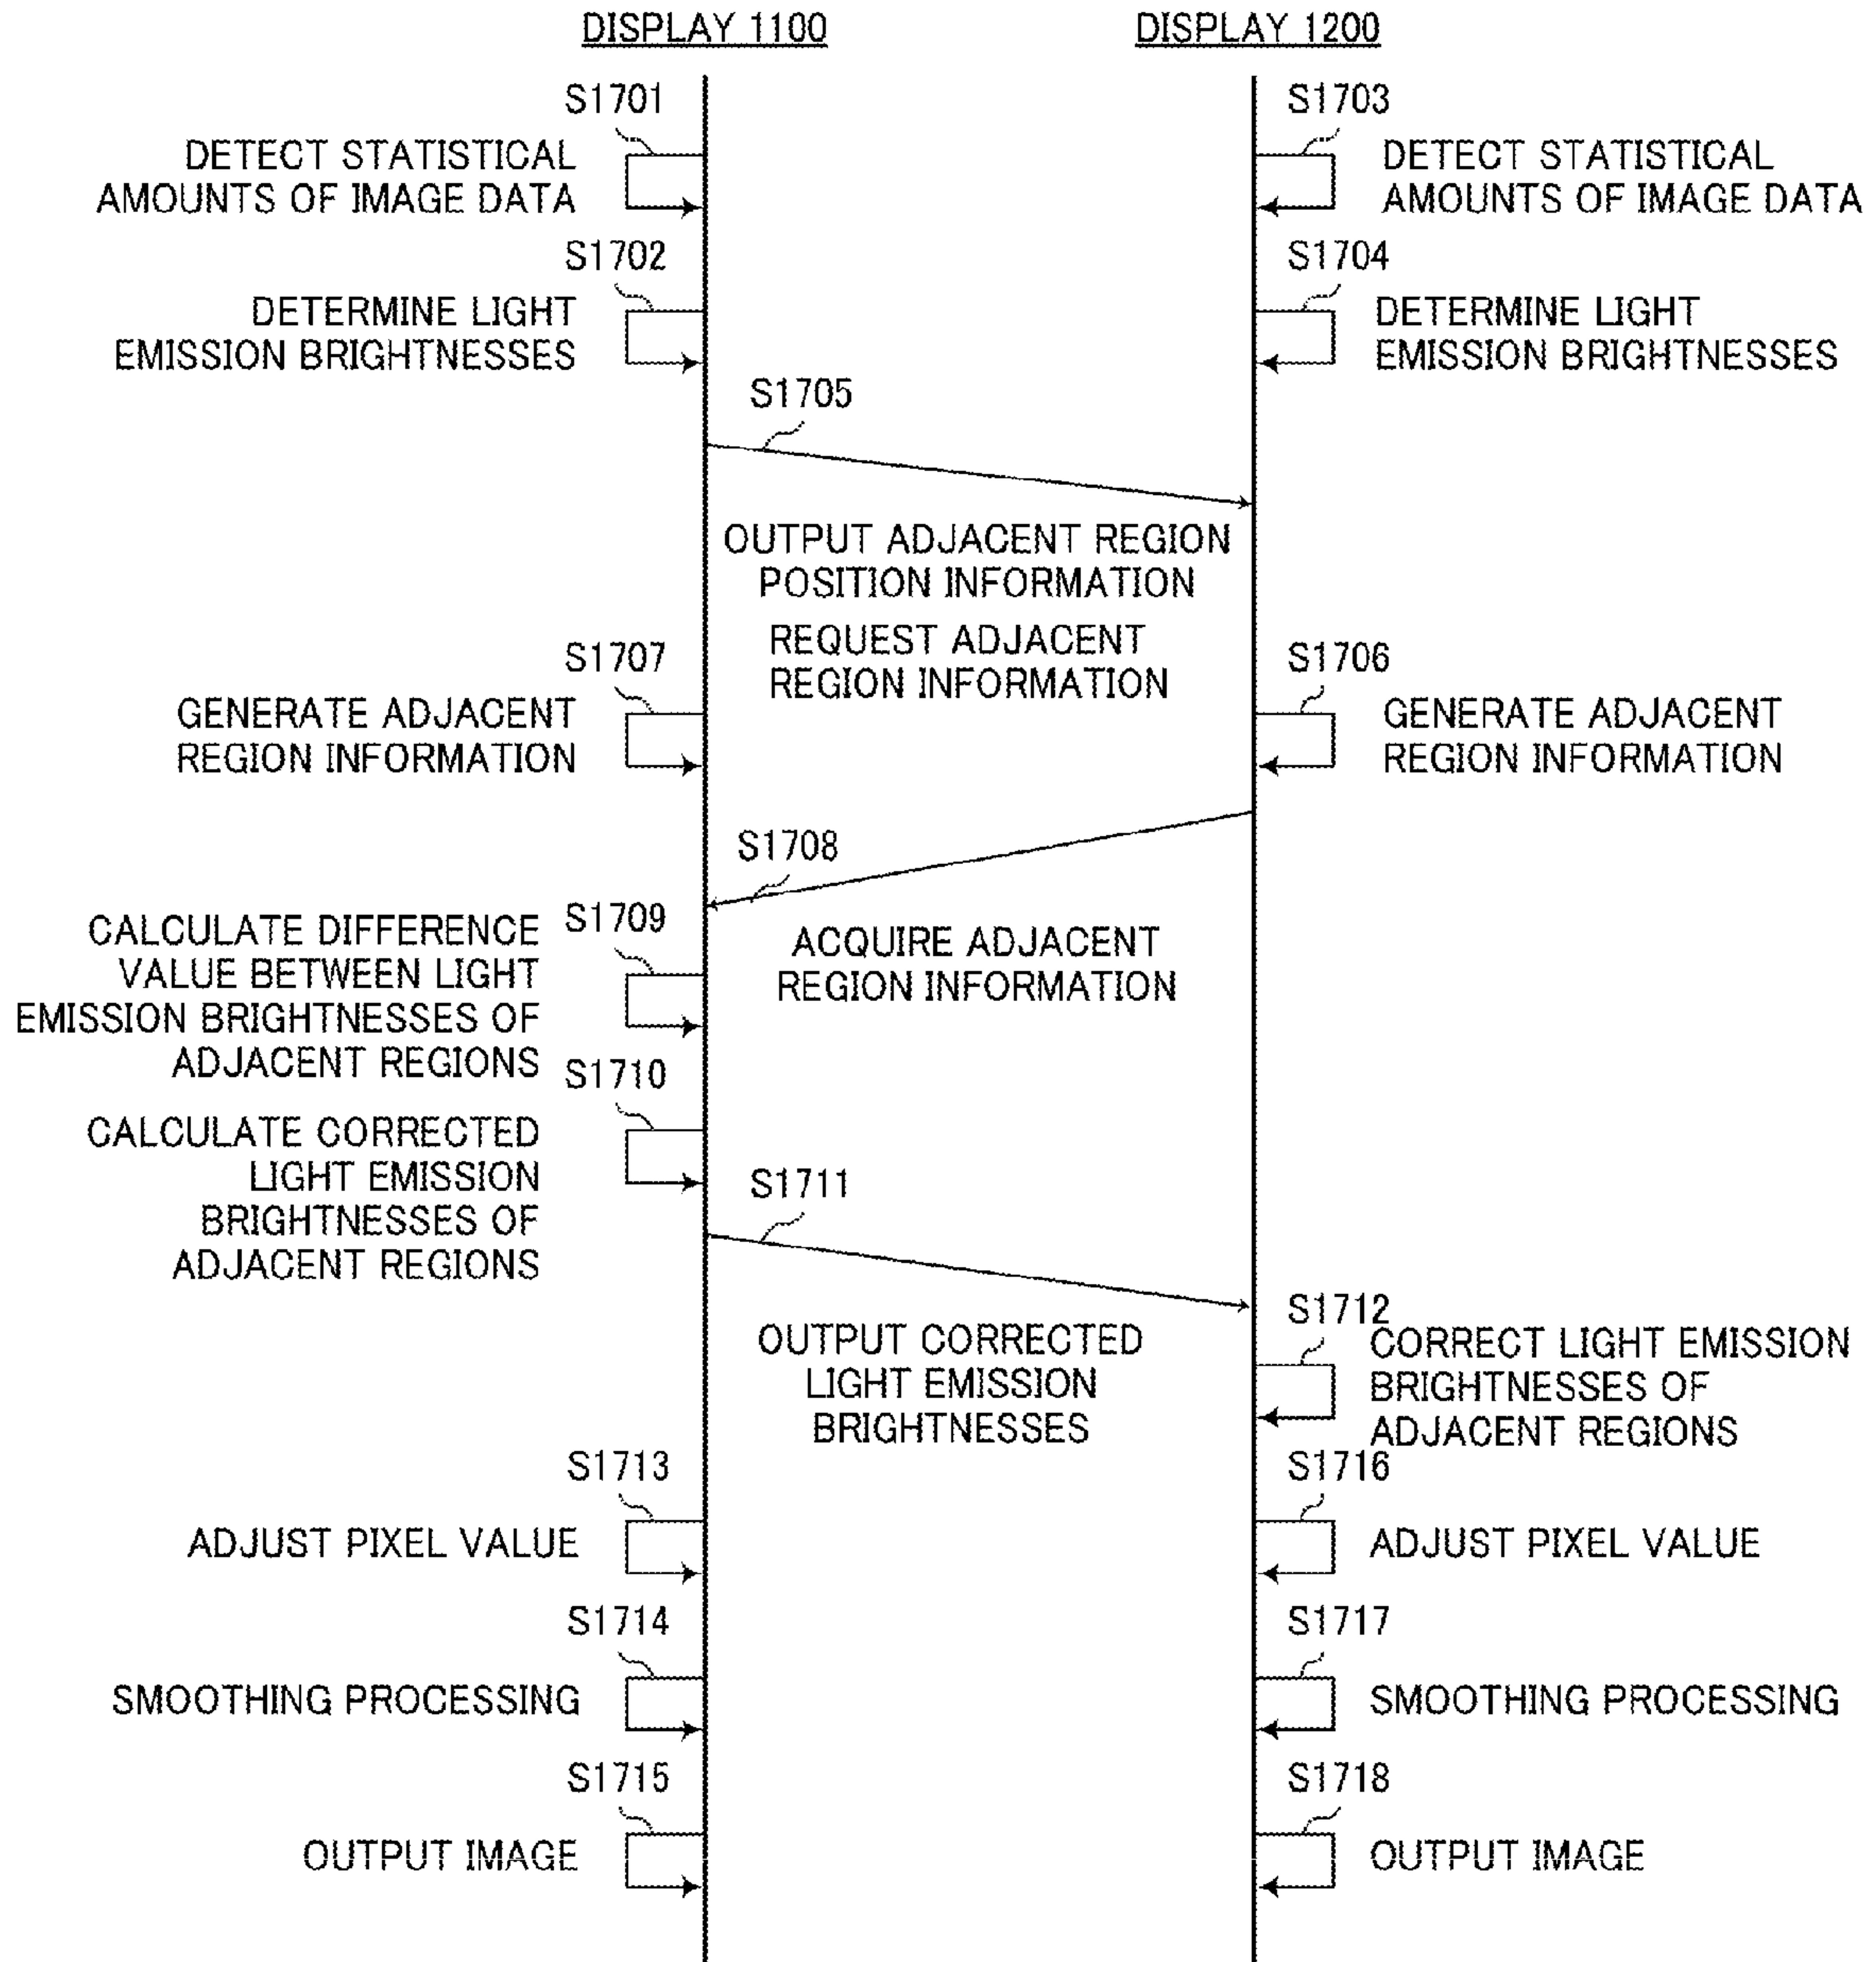 DISPLAY 1100
DISPLAY 1200
S1701
DETECT STATISTICAL
AMOUNTS OF IMAGE DATA
S1703
DETECT STATISTICAL
AMOUNTS OF IMAGE DATA
S1702
DETERMINE LIGHT
EMISSION BRIGHTNESSES
S1704
DETERMINE LIGHT
EMISSION BRIGHTNESSES
S1705
OUTPUT ADJACENT REGION
POSITION INFORMATION
REQUEST ADJACENT
REGION INFORMATION
S1707
GENERATE ADJACENT
REGION INFORMATION
S1706
GENERATE ADJACENT
REGION INFORMATION
S1708
ACQUIRE ADJACENT
REGION INFORMATION
S1709
CALCULATE DIFFERENCE
VALUE BETWEEN LIGHT
EMISSION BRIGHTNESSES OF
ADJACENT REGIONS
S1710
CALCULATE CORRECTED
LIGHT EMISSION
BRIGHTNESSES OF
ADJACENT REGIONS
S1711
OUTPUT CORRECTED
LIGHT EMISSION
BRIGHTNESSES
S1712
CORRECT LIGHT EMISSION
BRIGHTNESSES OF
ADJACENT REGIONS
S1713
ADJUST PIXEL VALUE
S1716
ADJUST PIXEL VALUE
S1714
SMOOTHING PROCESSING
S1717
SMOOTHING PROCESSING
S1715
OUTPUT IMAGE
S1718
OUTPUT IMAGE